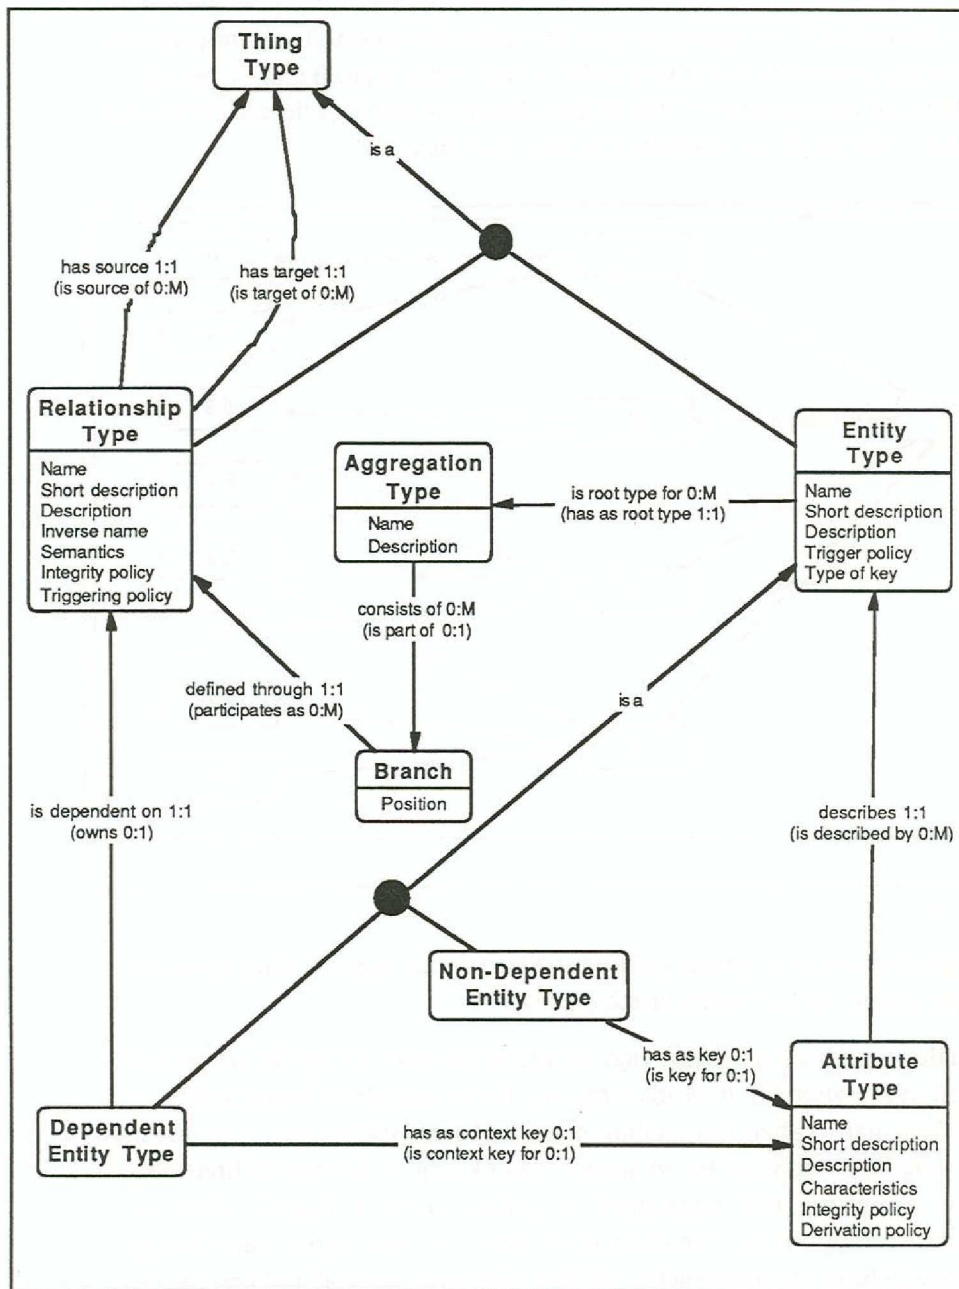 Thing
Type
is a
has source 1:1
(is source of 0:M)
has target 1:1
(is target of 0:M)
Relationship
Type
Name
Short description
Description
Inverse name
Semantics
Integrity policy
Triggering policy
Aggregation
Type
Name
Description
is root type for 0:M
(has as root type 1:1)
Entity
Type
Name
Short description
Description
Trigger policy
Type of key
consists of 0:M
(is part of 0:1)
defined through 1:1
(participates as 0:M)
is a
Branch
Position
is dependent on 1:1
(owns 0:1)
describes 1:1
(is described by 0:M)
Non-Dependent
Entity Type
has as key 0:1
(is key for 0:1)
Attribute
Type
Name
Short description
Description
Characteristics
Integrity policy
Derivation policy
Dependent
Entity Type
has as context key 0:1
(is context key for 0:1)